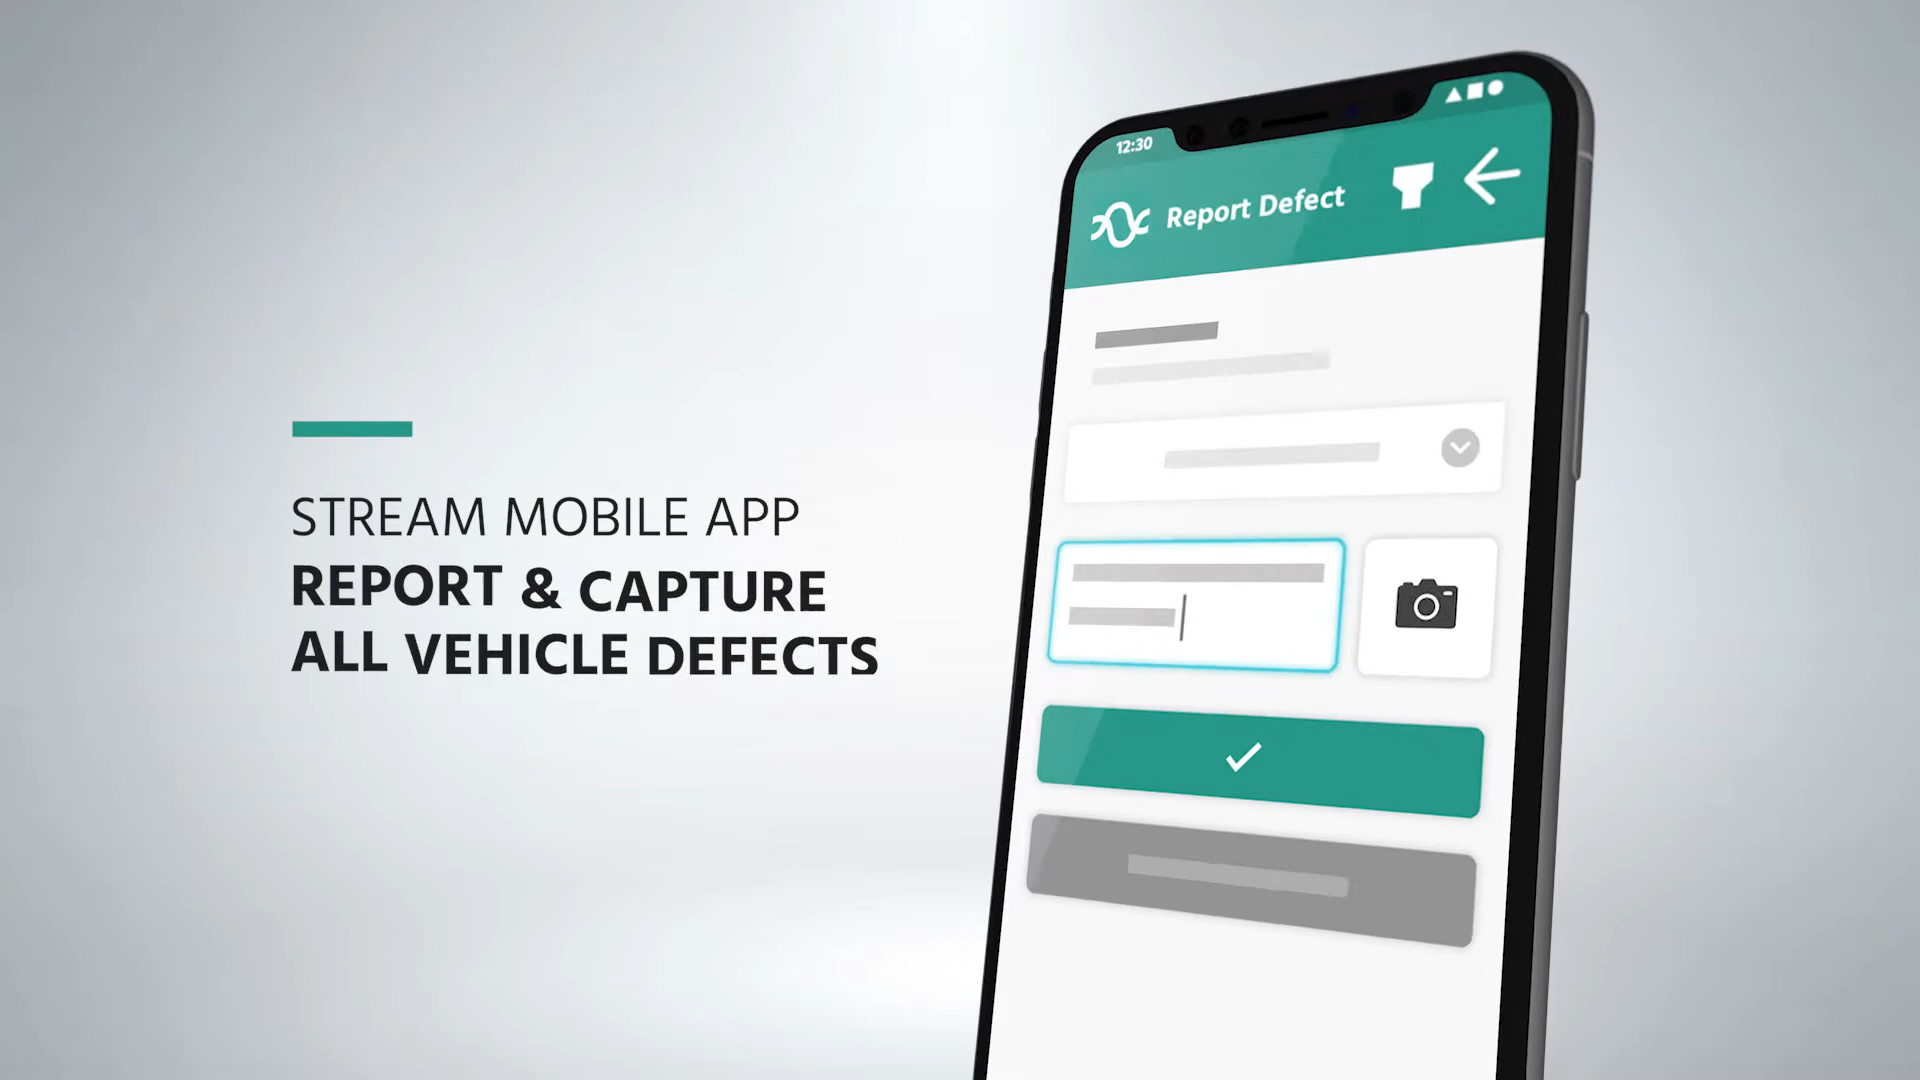 STREAM MOBILE APP
REPORT & CAPTURE
ALL VEHICLE DEFECTS
12:30
Report Defect